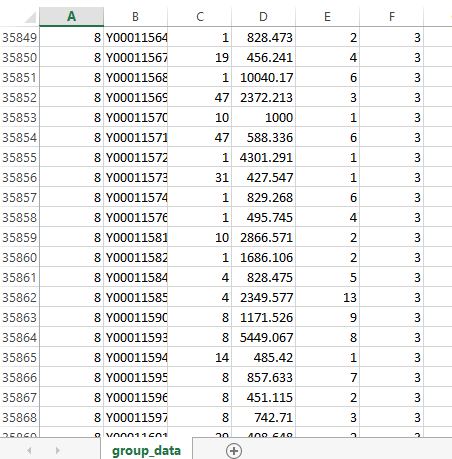 A B C D E F
35849 8 Y00011564 1 828.473 2 3
35850 8 Y00011567 19 456.241 4 3
35851 8 Y00011568 1 10040.17 6 3
35852 8 Y00011569 47 2372.213 3 3
35853 8 Y00011570 10 1000 1 3
35854 8 Y00011571 47 588.336 6 3
35855 8 Y00011572 1 4301.291 1 3
35856 8 Y00011573 31 427.547 1 3
35857 8 Y00011574 1 829.268 6 3
35858 8 Y00011576 1 495.745 4 3
35859 8 Y00011581 10 2866.571 2 3
35860 8 Y00011582 1 1686.106 2 3
35861 8 Y00011584 4 828.475 5 3
35862 8 Y00011585 4 2349.577 13 3
35863 8 Y00011590 8 1171.526 9 3
35864 8 Y00011593 8 5449.067 8 3
35865 8 Y00011594 14 485.42 1 3
35866 8 Y00011595 8 857.633 7 3
35867 8 Y00011596 8 451.115 2 3
35868 8 Y00011597 8 742.71 3 3
group_data